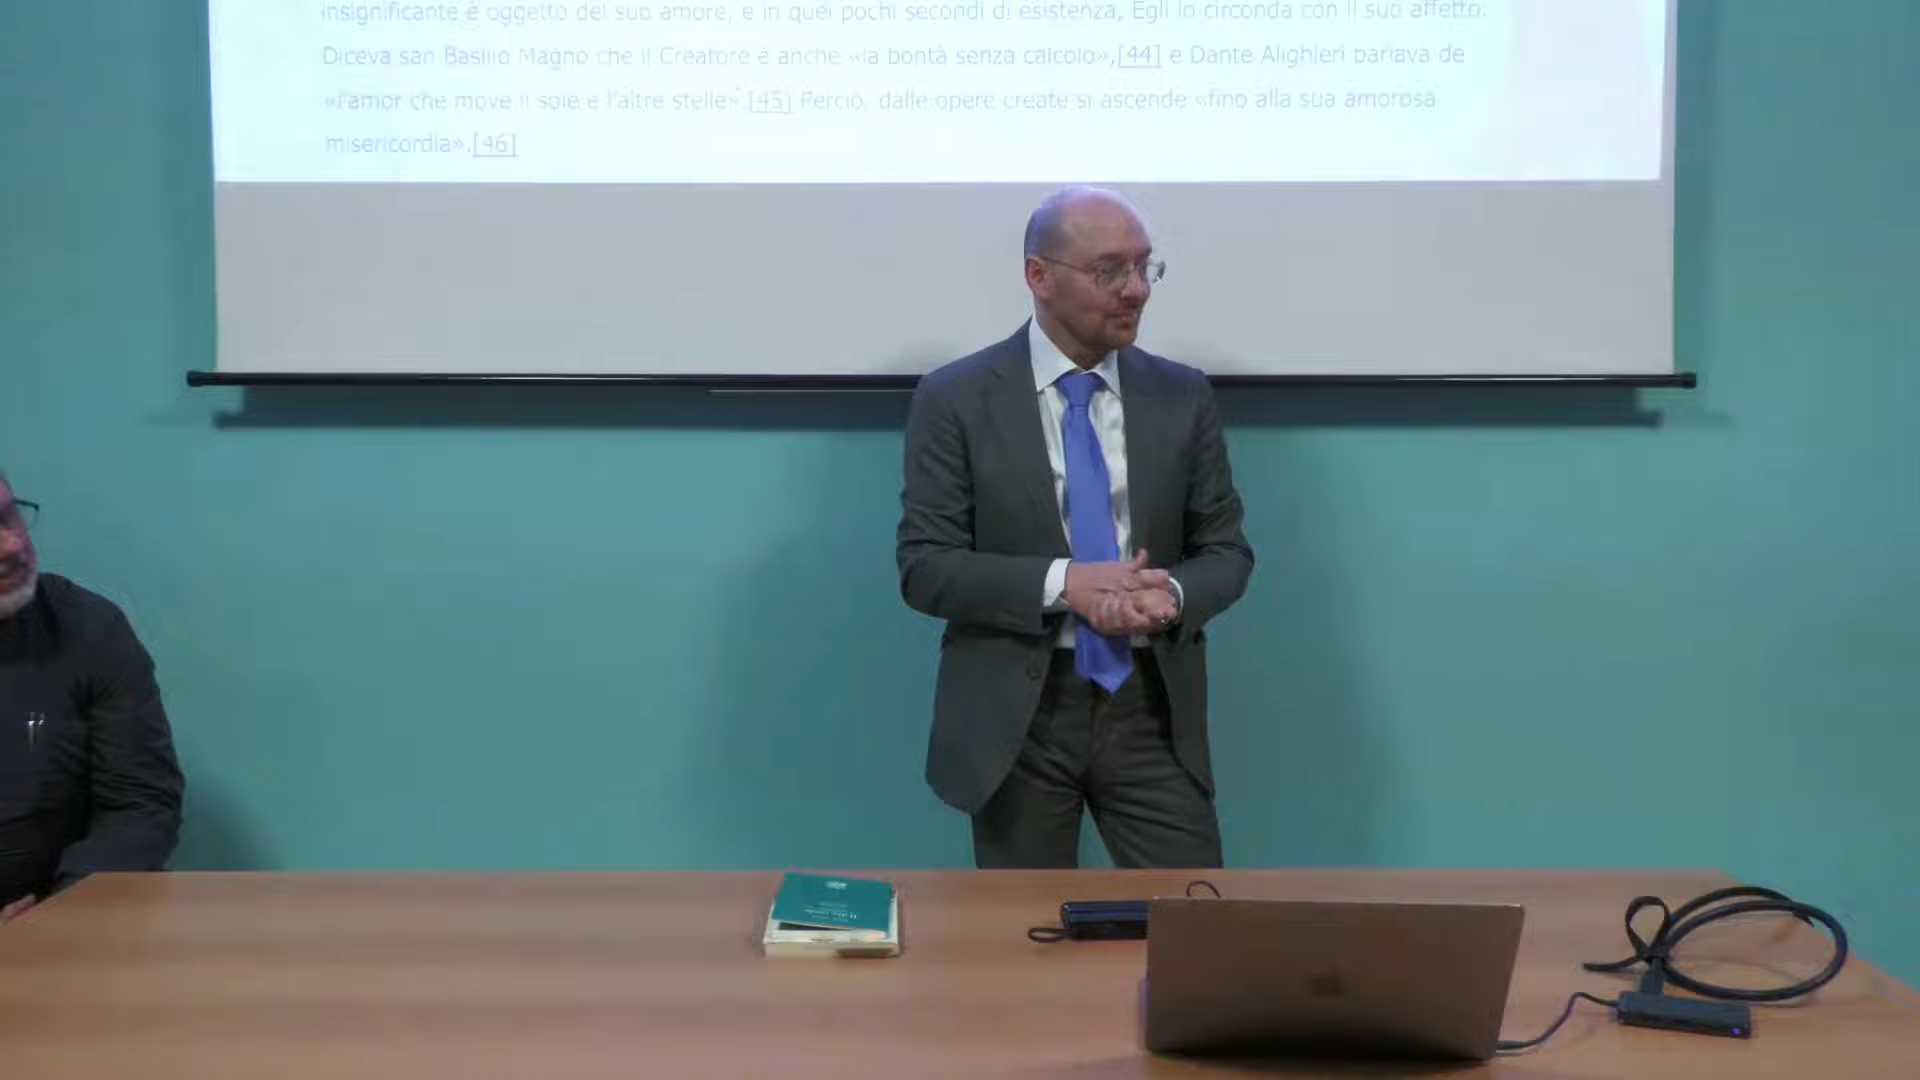 insignificante è oggetto del suo amore, e in quei pochi secondi di esistenza, Egli lo circonda con il suo affetto.
Diceva san Basilio Magno che il Creatore è anche «la bontà senza calcolo»,[44] e Dante Alighieri parlava de
«l'amor che move il sole e l'altre stelle».[45] Perciò, dalle opere create si ascende «fino alla sua amorosa
misericordia».[46]